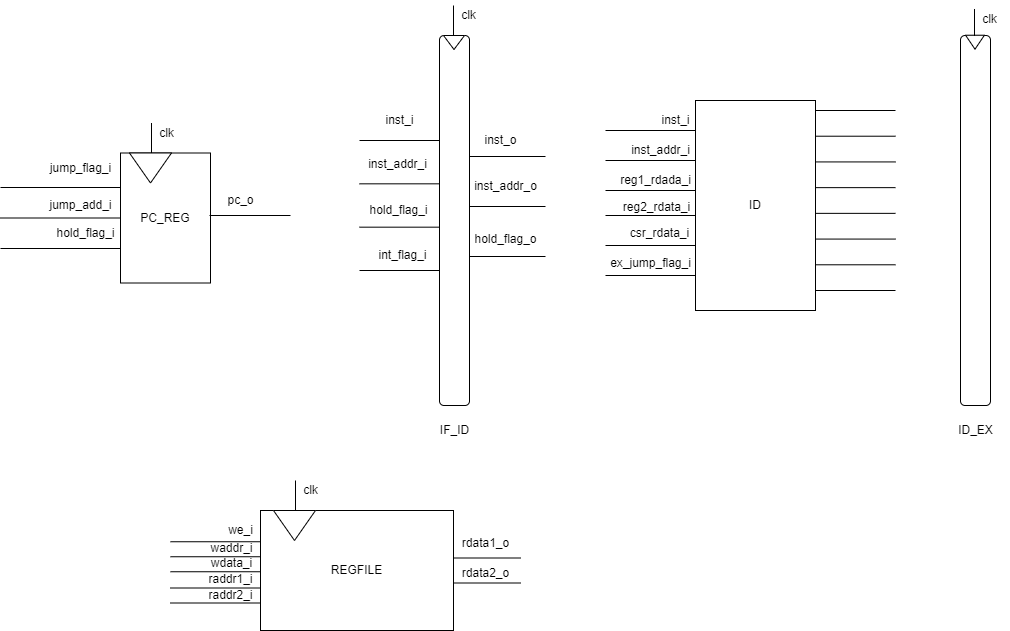 clk
jump_flag_i
jump_add_i
hold_flag_i
PC_REG
pc_o
clk
inst_i
inst_addr_i
hold_flag_i
int_flag_i
inst_o
inst_addr_o
hold_flag_o
IF_ID
inst_i
inst_addr_i
reg1_rdada_i
reg2_rdata_i
csr_rdata_i
ex_jump_flag_i
ID
clk
ID_EX
clk
we_i
waddr_i
wdata_i
raddr1_i
raddr2_i
REGFILE
rdata1_o
rdata2_o